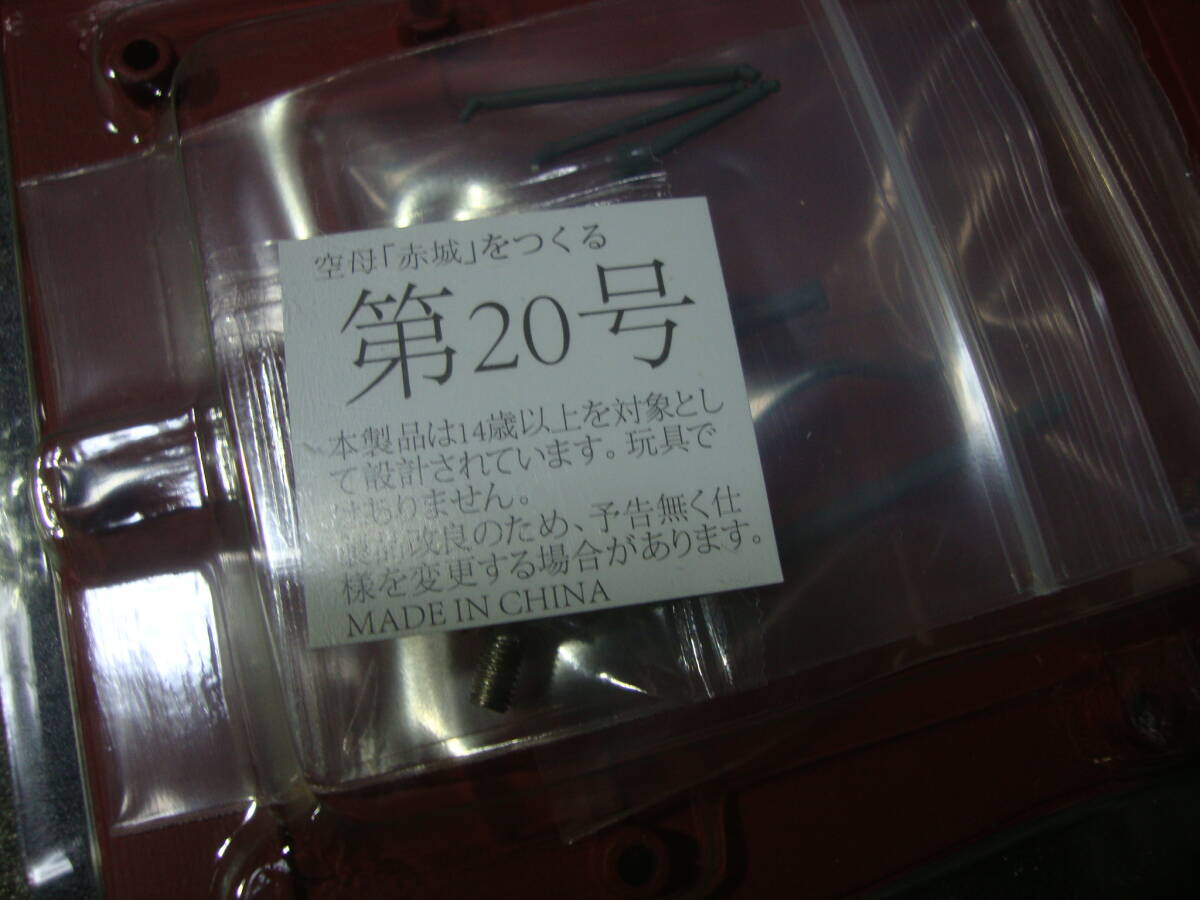 空母「赤城」をつくる
第20号
本製品は14歳以上を対象とし
て設計されています。玩具で
はありません。
製品改良のため、予告無く仕
様を変更する場合があります。
MADE IN CHINA